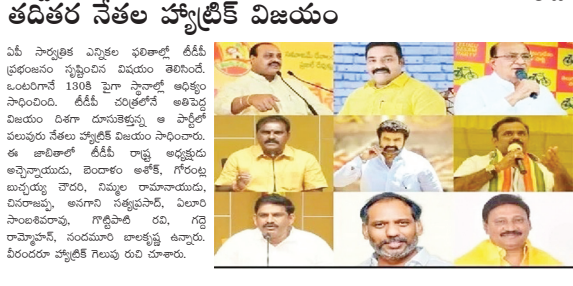 తదితర నేతల హ్యాట్రిక్ విజయం
ఏపీ సార్వత్రిక ఎన్నికల ఫలితాల్లో టీడీపీ
ప్రభంజనం సృష్టించిన విషయం తెలిసిందే.
ఒంటరిగానే 130కి పైగా స్థానాల్లో ఆధిక్యం
సాధించింది. టీడీపీ చరిత్రలోనే అతిపెద్ద
విజయం దిశగా దూసుకెళ్తున్న ఆ పార్టీలో
పలువురు నేతలు హ్యాట్రిక్ విజయం సాధించారు.
ఈ జాబితాలో టీడీపీ రాష్ట్ర అధ్యక్షుడు
అచ్చెన్నాయుడు, బెందాళం అశోక్, గోరంట్ల
బుచ్చయ్య చౌదరి, నిమ్మల రామానాయుడు,
చినరాజప్ప, అనగాని సత్యప్రసాద్, ఏలూరి
సాంబశివరావు, గొట్టిపాటి రవి, గద్దె
రామ్మోహన్, నందమూరి బాలకృష్ణ ఉన్నారు.
వీరందరూ హ్యాట్రిక్ గెలుపు రుచి చూశారు.